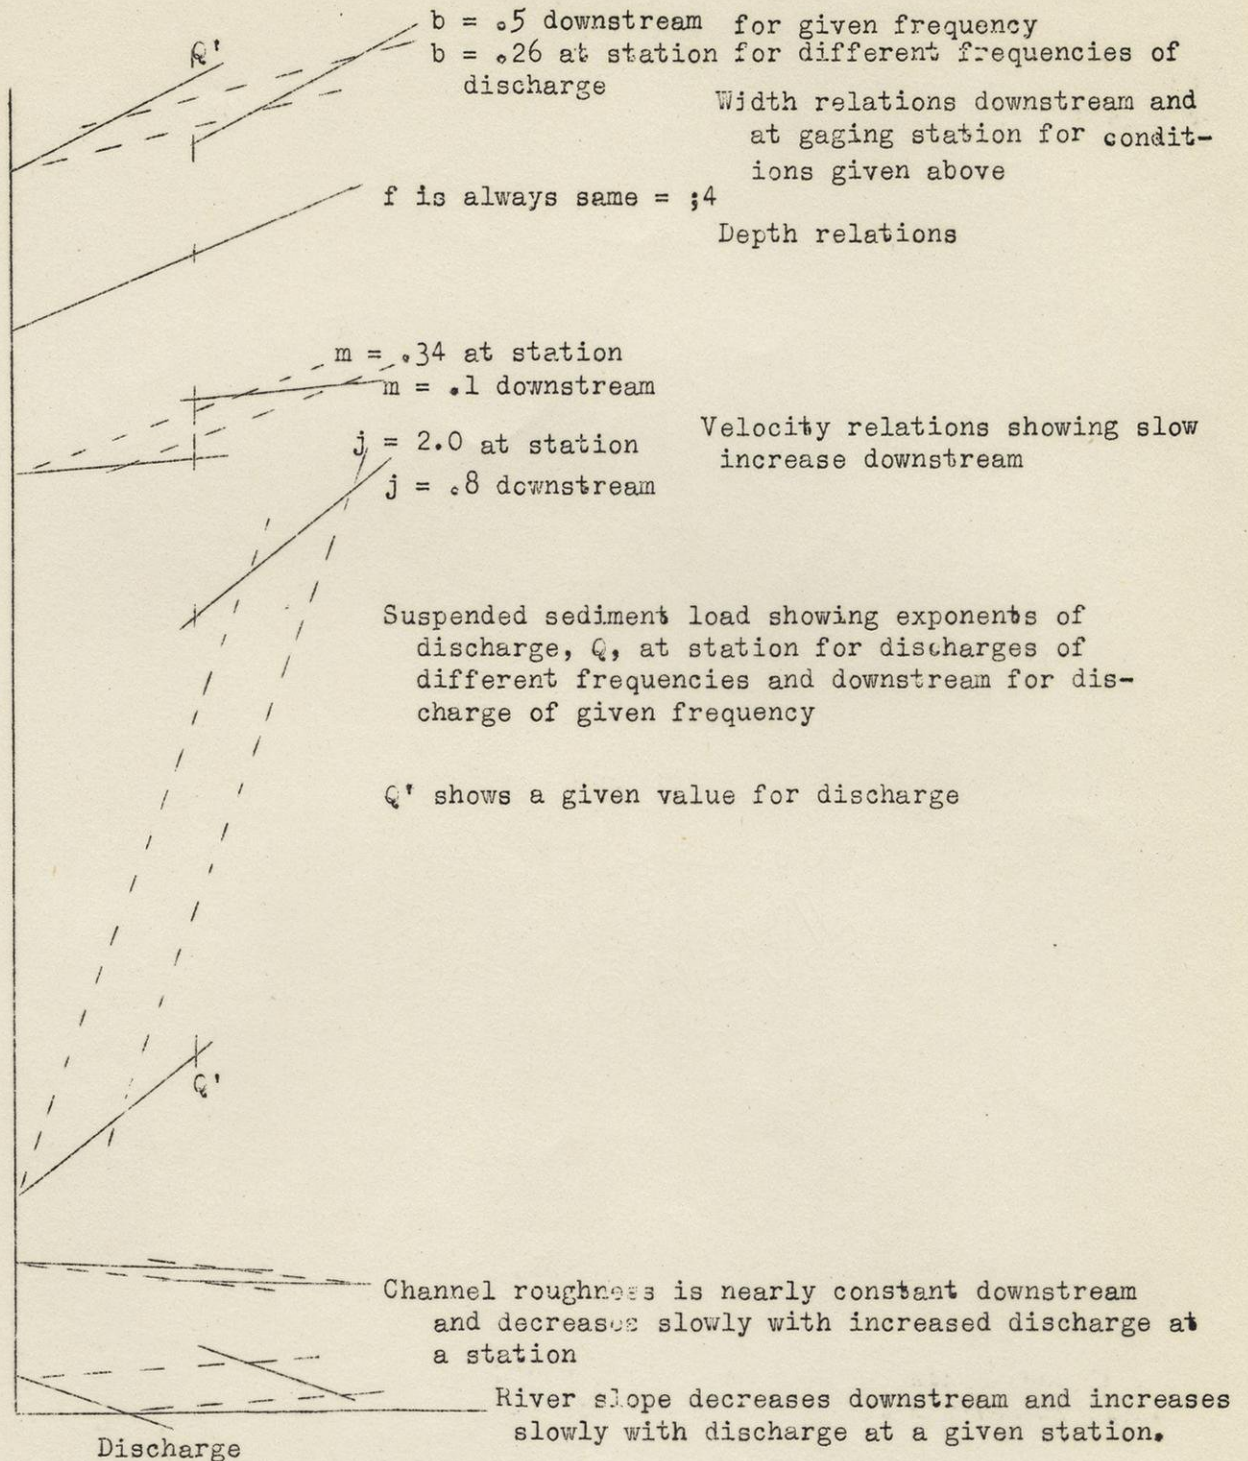 Q'
b = .5 downstream for given frequency
b = .26 at station for different frequencies of
discharge
Width relations downstream and
at gaging station for condit-
ions given above
f is always same = ;4
Depth relations
m = .34 at station
m = .1 downstream
j = 2.0 at station
j = .8 downstream
Velocity relations showing slow
increase downstream
Suspended sediment load showing exponents of
discharge, Q, at station for discharges of
different frequencies and downstream for dis-
charge of given frequency
Q' shows a given value for discharge
Q'
Channel roughness is nearly constant downstream
and decreases slowly with increased discharge at
a station
River slope decreases downstream and increases
slowly with discharge at a given station.
Discharge